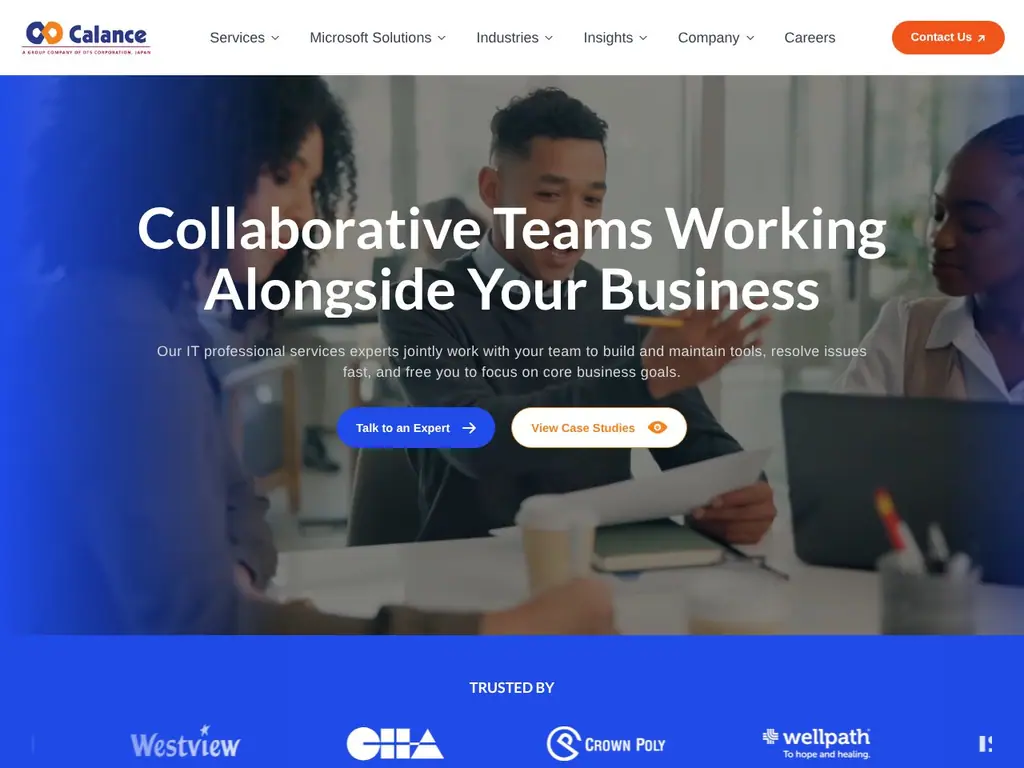 Calance
A GROUP COMPANY OF DTS CORPORATION, JAPAN
Services
Microsoft Solutions
Industries
Insights
Company
Careers
Contact Us
Collaborative Teams Working
Alongside Your Business
Our IT professional services experts jointly work with your team to build and maintain tools, resolve issues
fast, and free you to focus on core business goals.
Talk to an Expert
View Case Studies
TRUSTED BY
Westview
CHA
CROWN POLY
wellpath
To hope and healing.